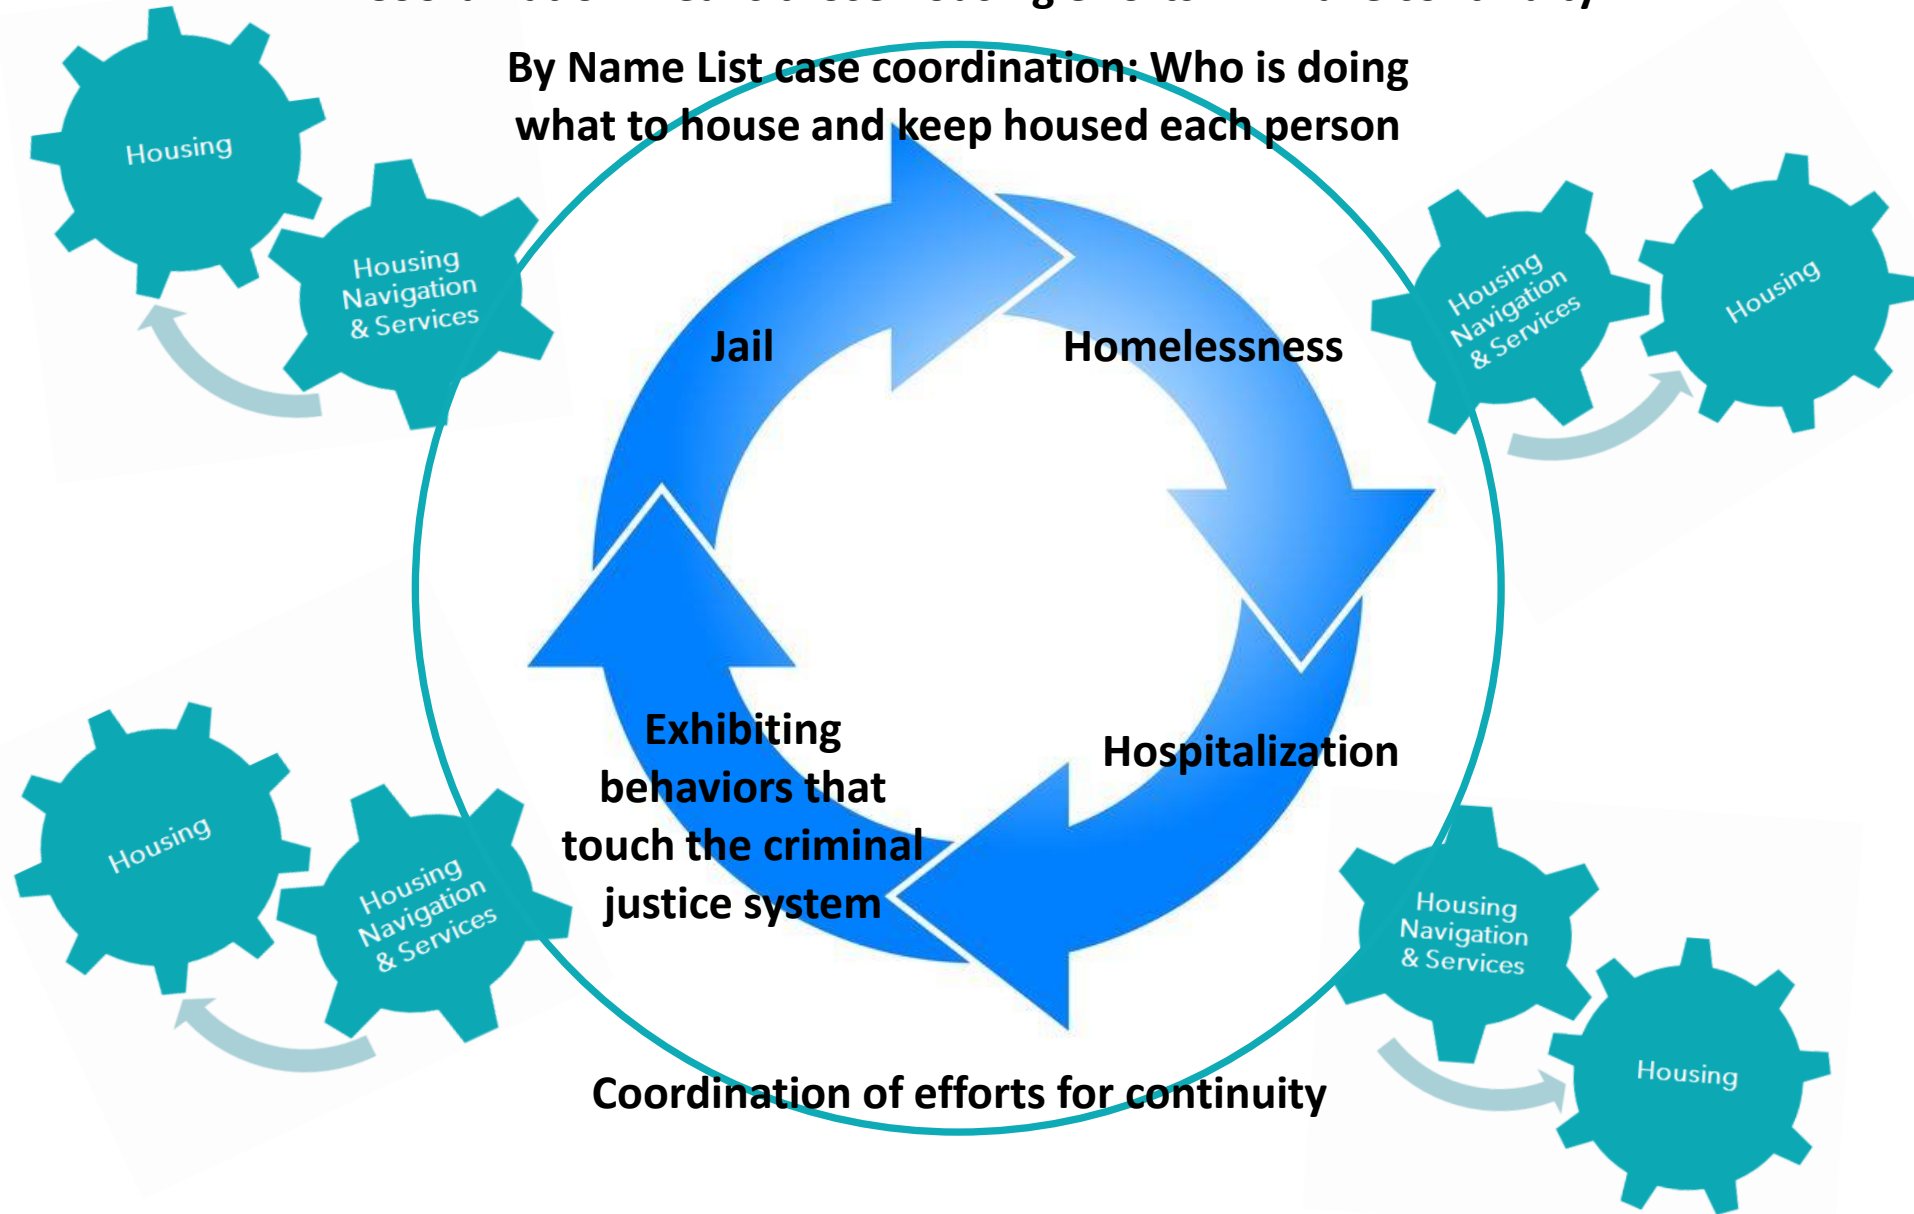 By Name List case coordination: Who is doing
what to house and keep housed each person
Housing
Housing
Navigation
& Services
Housing
Navigation
& Services
Housing
Jail
Homelessness
Exhibiting
behaviors that
touch the criminal
justice system
Hospitalization
Housing
Housing
Navigation
& Services
Housing
Navigation
& Services
Housing
Coordination of efforts for continuity